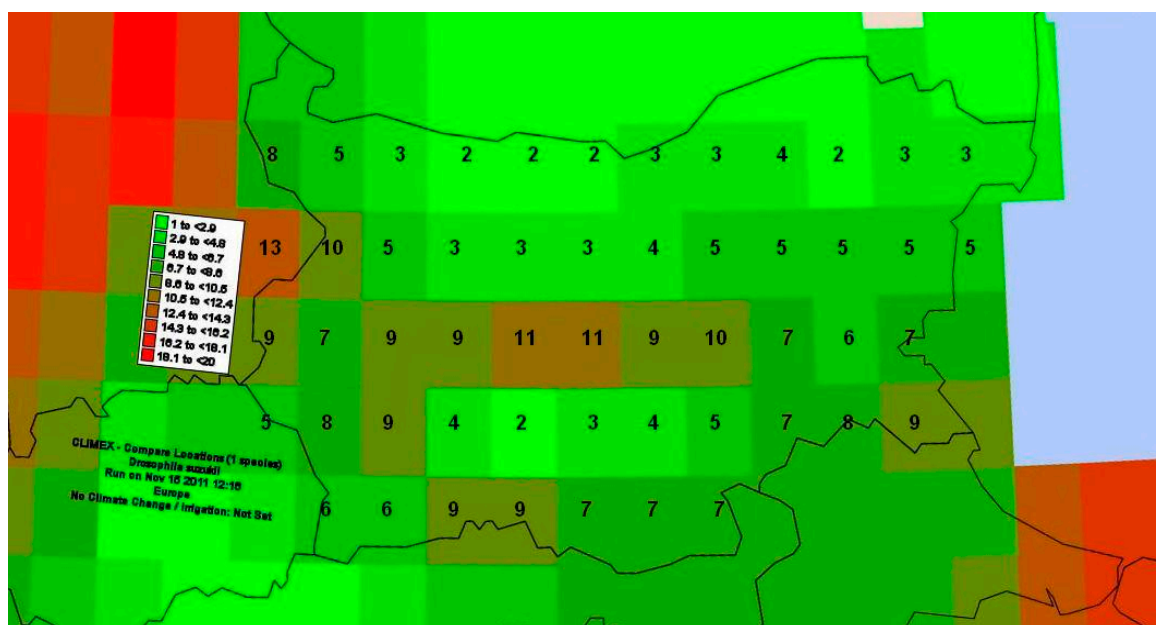 8 5 3 2 2 2 3 3 4 2 3 3
1 to <2.9
2.9 to <4.8
4.8 to <6.7
6.7 to <8.6
8.6 to <10.5
10.5 to <12.4
12.4 to <14.3
14.3 to <16.2
16.2 to <18.1
18.1 to <20
13 10 5 3 3 3 4 5 5 5 5 5
9 7 9 9 11 11 9 10 7 6 7
5 8 9 4 2 3 4 5 7 8 9
CLIMEX - Compare Locations (1 species)
Drosophila suzukii
Run on Nov 16 2011 12:16
Europe
No Climate Change / Irrigation: Not Set
6 6 9 9 7 7 7